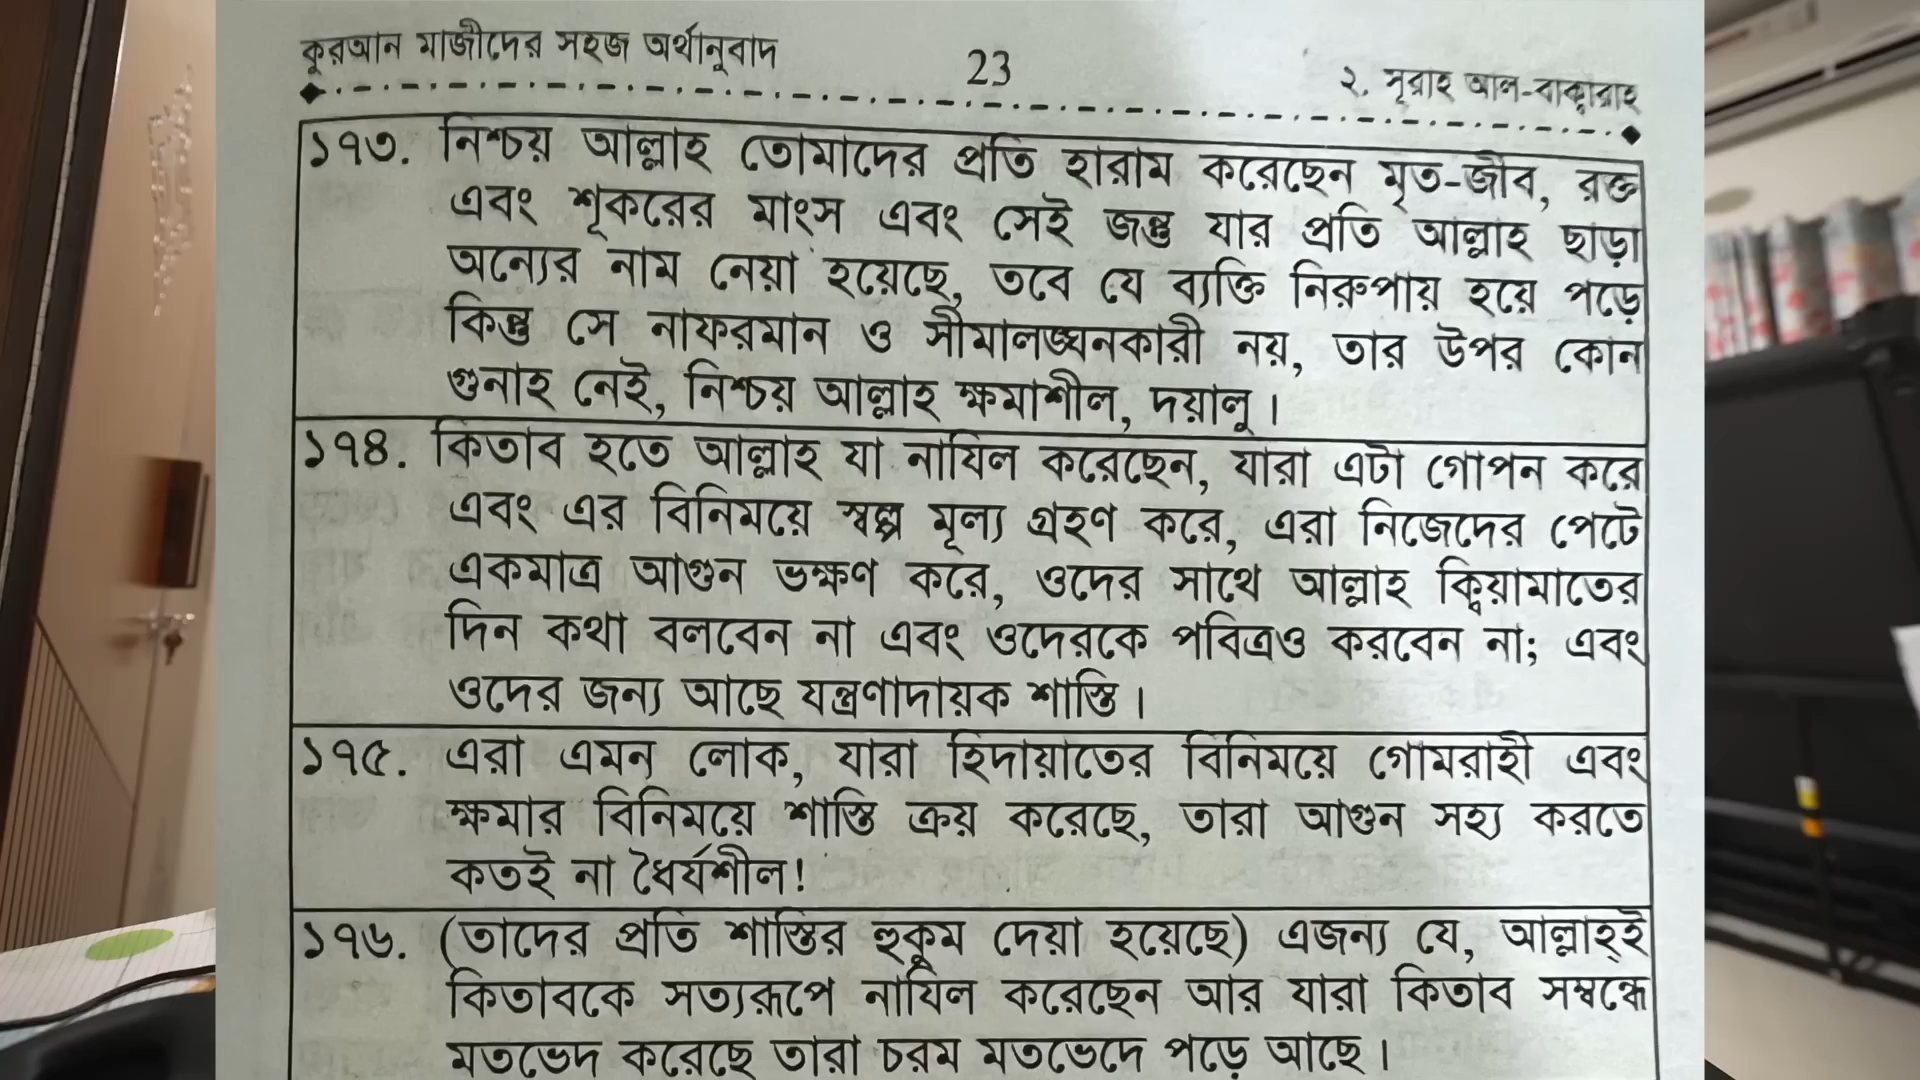 কুরআন মাজীদের সহজ অর্থানুবাদ
23
২. সূরাহ আল-বাক্বারাহ
১৭৩. নিশ্চয় আল্লাহ তোমাদের প্রতি হারাম করেছেন মৃত-জীব, রক্ত
এবং শূকরের মাংস এবং সেই জন্তু যার প্রতি আল্লাহ ছাড়া
অন্যের নাম নেয়া হয়েছে, তবে যে ব্যক্তি নিরুপায় হয়ে পড়ে
কিন্তু সে নাফরমান ও সীমালঙ্ঘনকারী নয়, তার উপর কোন
গুনাহ নেই, নিশ্চয় আল্লাহ ক্ষমাশীল, দয়ালু।
১৭৪. কিতাব হতে আল্লাহ যা নাযিল করেছেন, যারা এটা গোপন করে
এবং এর বিনিময়ে স্বল্প মূল্য গ্রহণ করে, এরা নিজেদের পেটে
একমাত্র আগুন ভক্ষণ করে, ওদের সাথে আল্লাহ ক্বিয়ামাতের
দিন কথা বলবেন না এবং ওদেরকে পবিত্রও করবেন না; এবং
ওদের জন্য আছে যন্ত্রণাদায়ক শাস্তি।
১৭৫. এরা এমন লোক, যারা হিদায়াতের বিনিময়ে গোমরাহী এবং
ক্ষমার বিনিময়ে শাস্তি ক্রয় করেছে, তারা আগুন সহ্য করতে
কতই না ধৈর্যশীল!
১৭৬. (তাদের প্রতি শাস্তির হুকুম দেয়া হয়েছে) এজন্য যে, আল্লাহ্ই
কিতাবকে সত্যরূপে নাযিল করেছেন আর যারা কিতাব সম্বন্ধে
মতভেদ করেছে তারা চরম মতভেদে পড়ে আছে।